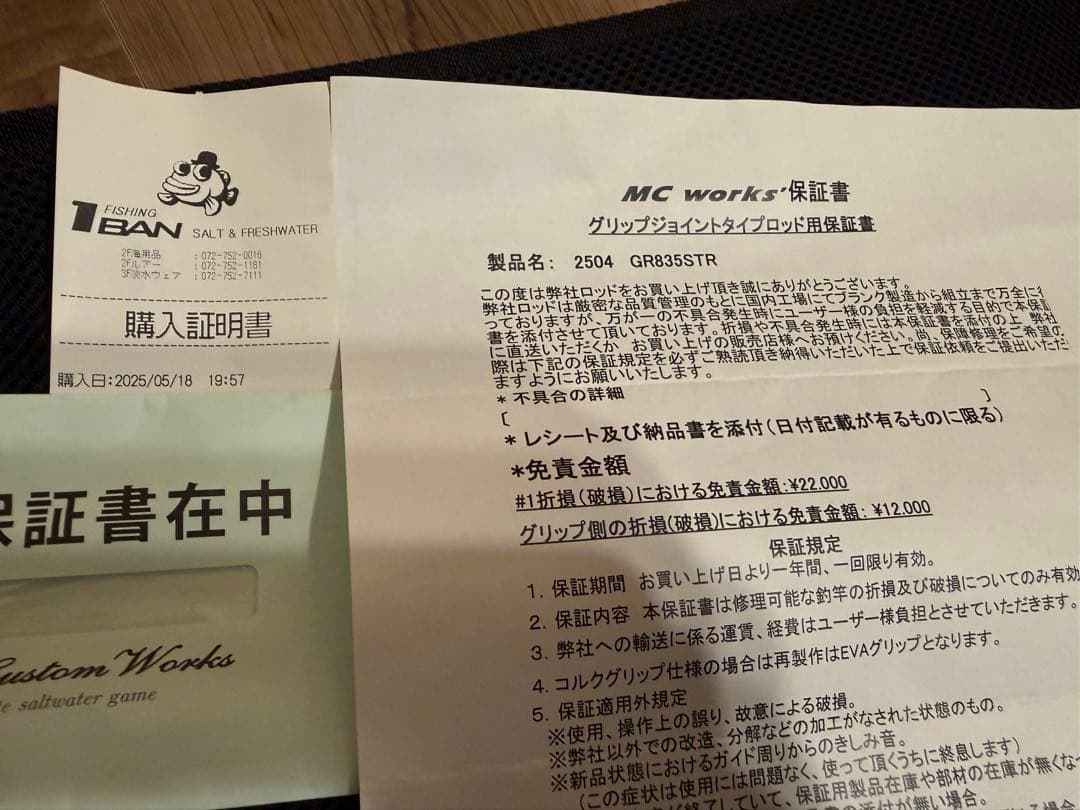 1BAN
FISHING
SALT & FRESHWATER
2F海用品 :072-752-0018
2Fルアー :072-752-1181
3F淡水ウェア :072-752-7111
購入証明書
購入日:2025/05/18 19:57
証書在中
Custom Works
saltwater game
MC works'保証書
グリップジョイントタイプロッド用保証書
製品名: 2504 GR835STR
この度は弊社ロッドをお買い上げ頂き誠にありがとうございます。
弊社ロッドは厳密な品質管理のもとに国内工場にてブランク製造から組立まで万全に
っておりますが、万が一の不具合発生時にユーザー様の負担を軽減する目的で本保証
書を添付させて頂いております。折損や不具合発生時には本保証書を添付の上、弊社
に直送いただくか、お買い上げの販売店様へお預けください。尚、保証修理をご希望の
際は下記の保証規定を必ずご熟読頂き納得いただいた上で保証依頼をご提出いただ
ますようにお願いいたします。
*不具合の詳細
[ ]
*レシート及び納品書を添付(日付記載が有るものに限る)
*免責金額
#1折損(破損)における免責金額:¥22,000
グリップ側の折損(破損)における免責金額: ¥12,000
保証規定
1. 保証期間 お買い上げ日より一年間、一回限り有効。
2. 保証内容 本保証書は修理可能な釣竿の折損及び破損についてのみ有効
3. 弊社への輸送に係る運賃、経費はユーザー様負担とさせていただきます。
4. コルクグリップ仕様の場合は再製作はEVAグリップとなります。
5. 保証適用外規定
※使用、操作上の誤り、故意による破損。
※弊社以外での改造、分解などの加工がなされた状態のもの。
※新品状態におけるガイド周りからのきしみ音。
(この症状は使用には問題なく、使って頂くうちに終息します)
が終了していて、保証用製品在庫や部材の在庫が無くな
の添付が無い場合。